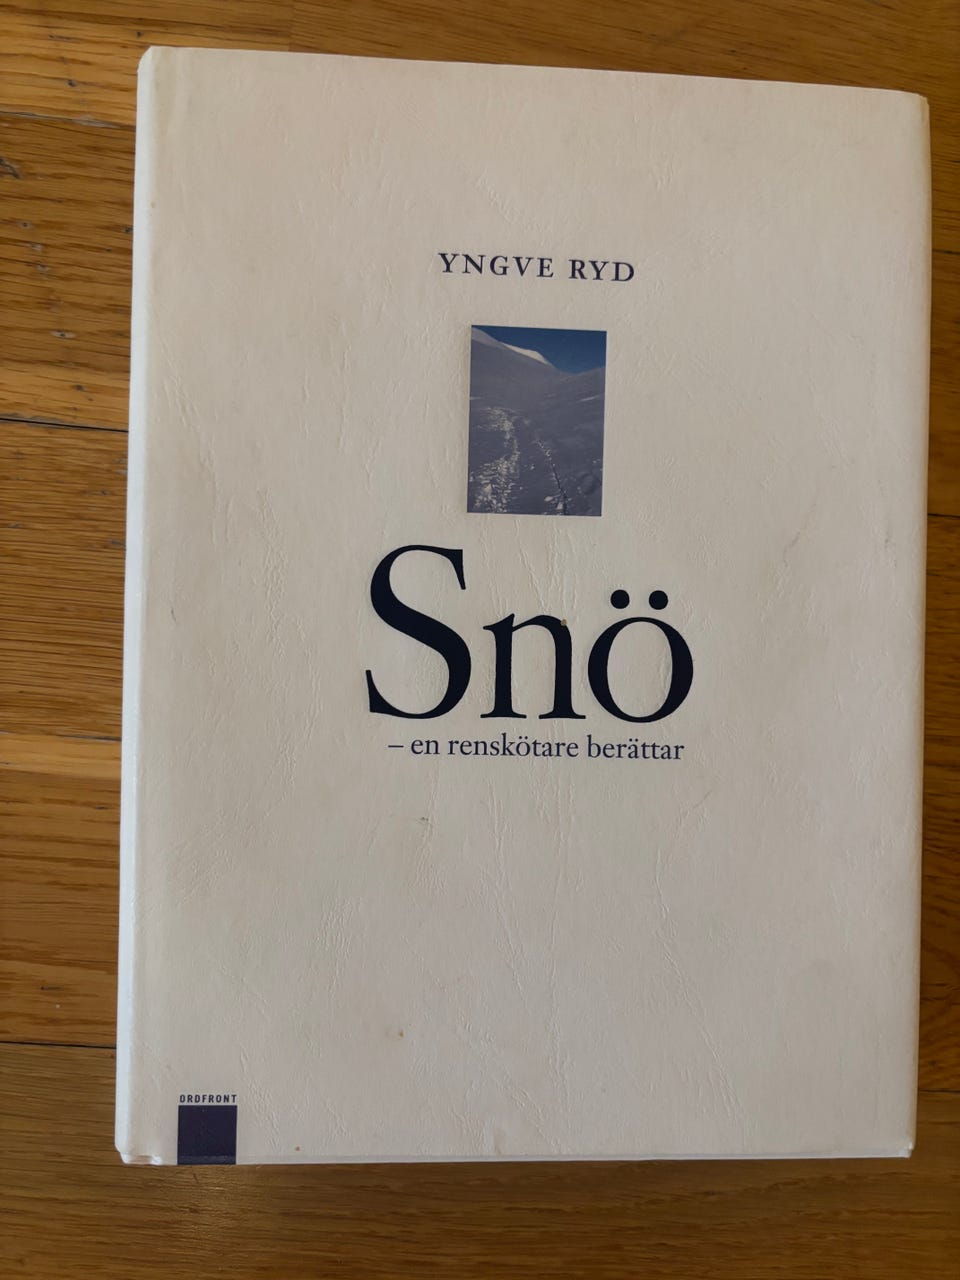 YNGVE RYD
Snö
– en renskötare berättar
ORDFRONT